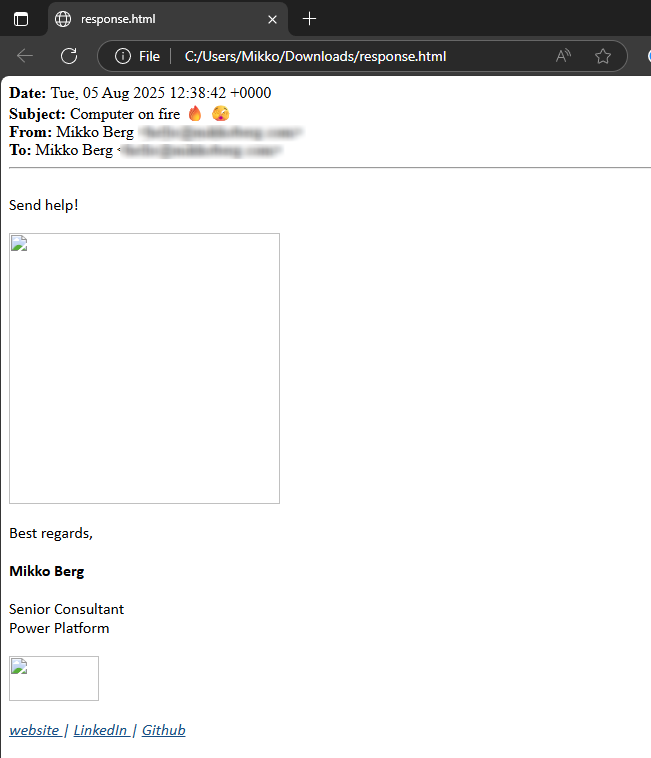 response.html
File C:/Users/Mikko/Downloads/response.html
Date: Tue, 05 Aug 2025 12:38:42 +0000
Subject: Computer on fire 🔥 🫣
From: Mikko Berg
To: Mikko Berg <
Send help!
Best regards,
Mikko Berg
Senior Consultant
Power Platform
website | LinkedIn | Github